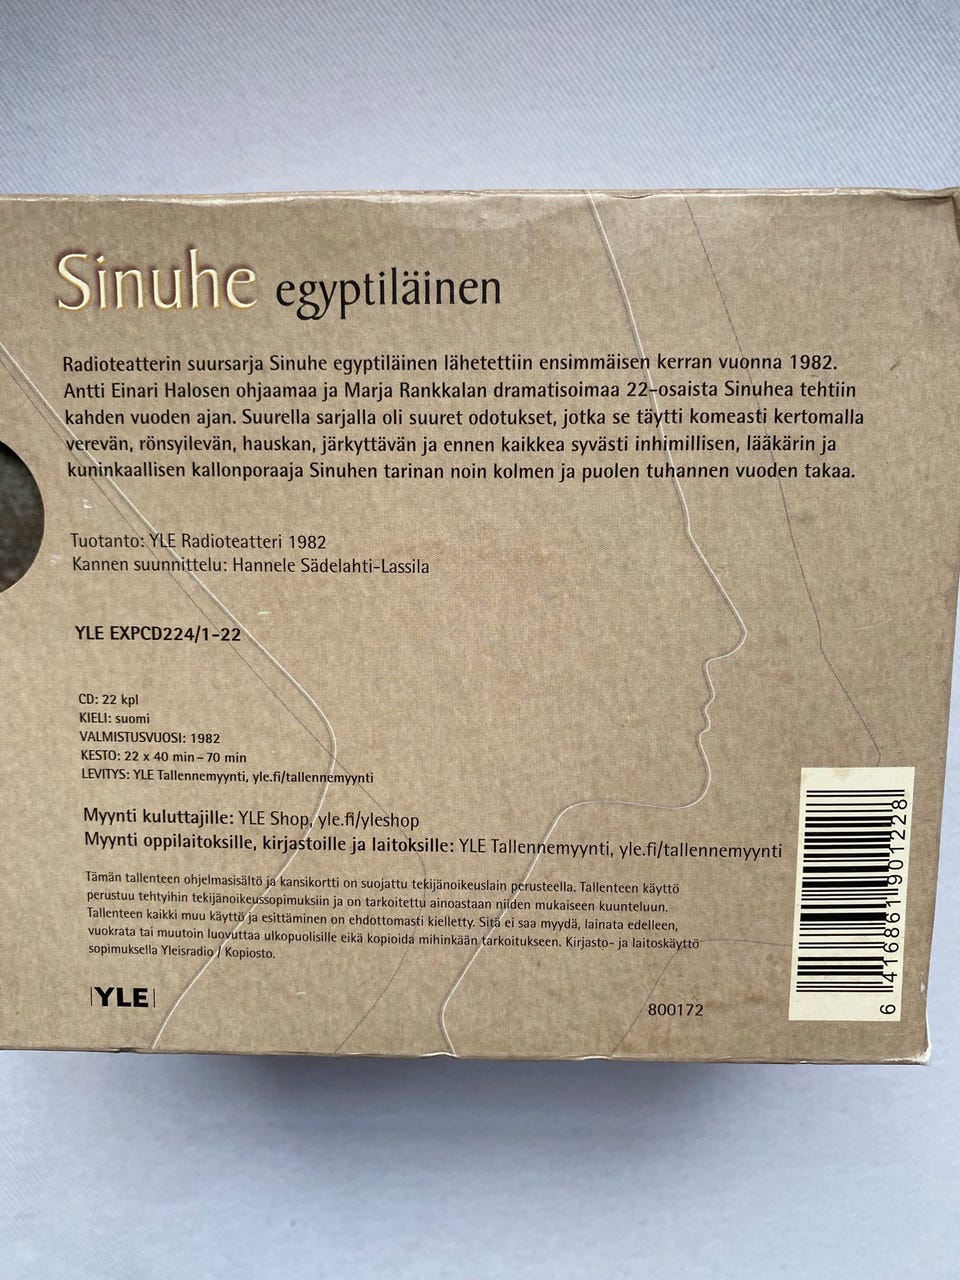 Sinuhe egyptiläinen
Radioteatterin suursarja Sinuhe egyptiläinen lähetettiin ensimmäisen kerran vuonna 1982.
Antti Einari Halosen ohjaamaa ja Marja Rankkalan dramatisoimaa 22-osaista Sinuhea tehtiin
kahden vuoden ajan. Suurella sarjalla oli suuret odotukset, jotka se täytti komeasti kertomalla
verevän, rönsyilevän, hauskan, järkyttävän ja ennen kaikkea syvästi inhimillisen, lääkärin ja
kuninkaallisen kallonporaaja Sinuhen tarinan noin kolmen ja puolen tuhannen vuoden takaa.
Tuotanto: YLE Radioteatteri 1982
Kannen suunnittelu: Hannele Sädelahti-Lassila
YLE EXPCD224/1-22
CD: 22 kpl
KIELI: suomi
VALMISTUSVUOSI: 1982
KESTO: 22 x 40 min – 70 min
LEVITYS: YLE Tallennemyynti, yle.fi/tallennemyynti
Myynti kuluttajille: YLE Shop, yle.fi/yleshop
Myynti oppilaitoksille, kirjastoille ja laitoksille: YLE Tallennemyynti, yle.fi/tallennemyynti
Tämän tallenteen ohjelmasisältö ja kansikortti on suojattu tekijänoikeuslain perusteella. Tallenteen käyttö
perustuu tehtyihin tekijänoikeussopimuksiin ja on tarkoitettu ainoastaan niiden mukaiseen kuunteluun.
Tallenteen kaikki muu käyttö ja esittäminen on ehdottomasti kielletty. Sitä ei saa myydä, lainata edelleen,
vuokrata tai muutoin luovuttaa ulkopuolisille eikä kopioida mihinkään tarkoitukseen. Kirjasto- ja laitoskäyttö
sopimuksella Yleisradio / Kopiosto.
YLE
800172
6 416861 901228